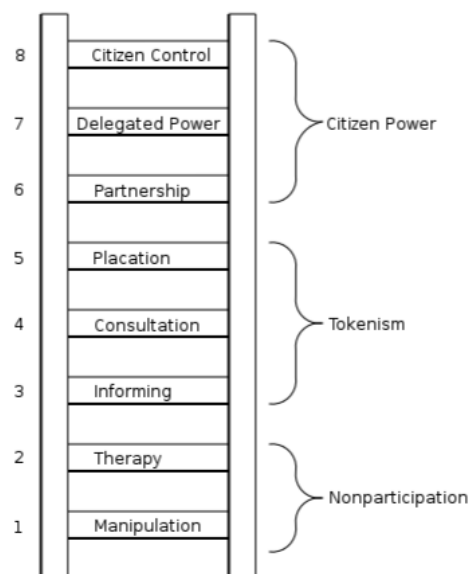 8 Citizen Control
7 Delegated Power
Citizen Power
6 Partnership
5 Placation
4 Consultation
Tokenism
3 Informing
2 Therapy
Nonparticipation
1 Manipulation